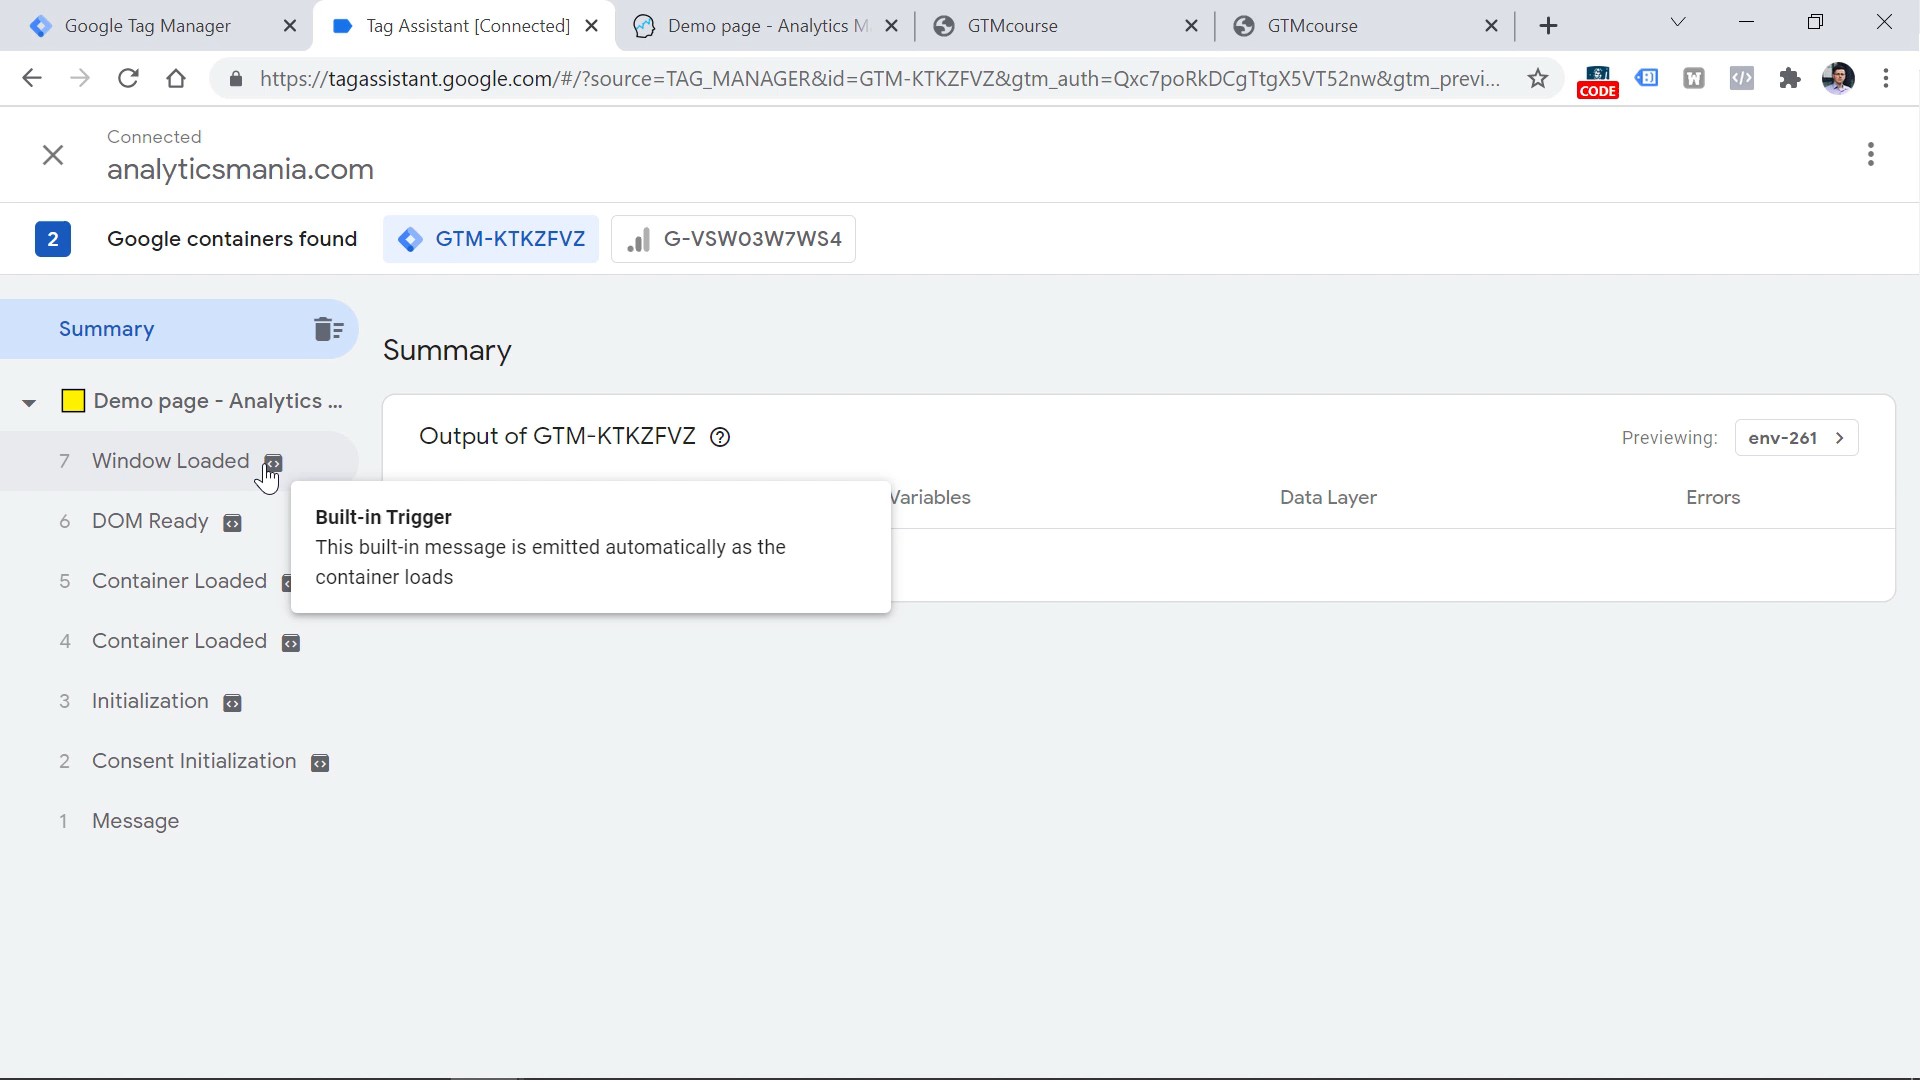 Google Tag Manager
Tag Assistant [Connected]
Demo page - Analytics M
GTMcourse
GTMcourse
https://tagassistant.google.com/#/?source=TAG_MANAGER&id=GTM-KTKZFVZ&gtm_auth=Qxc7poRkDCgTtgX5VT52nw&gtm_previ...
CODE
W
Connected
analyticsmania.com
2
Google containers found
GTM-KTKZFVZ
G-VSW03W7WS4
Summary
Summary
Demo page - Analytics ...
Output of GTM-KTKZFVZ
Previewing:
env-261
7 Window Loaded
Variables
Data Layer
Errors
Built-in Trigger
This built-in message is emitted automatically as the
container loads
6 DOM Ready
5 Container Loaded
4 Container Loaded
3 Initialization
2 Consent Initialization
1 Message